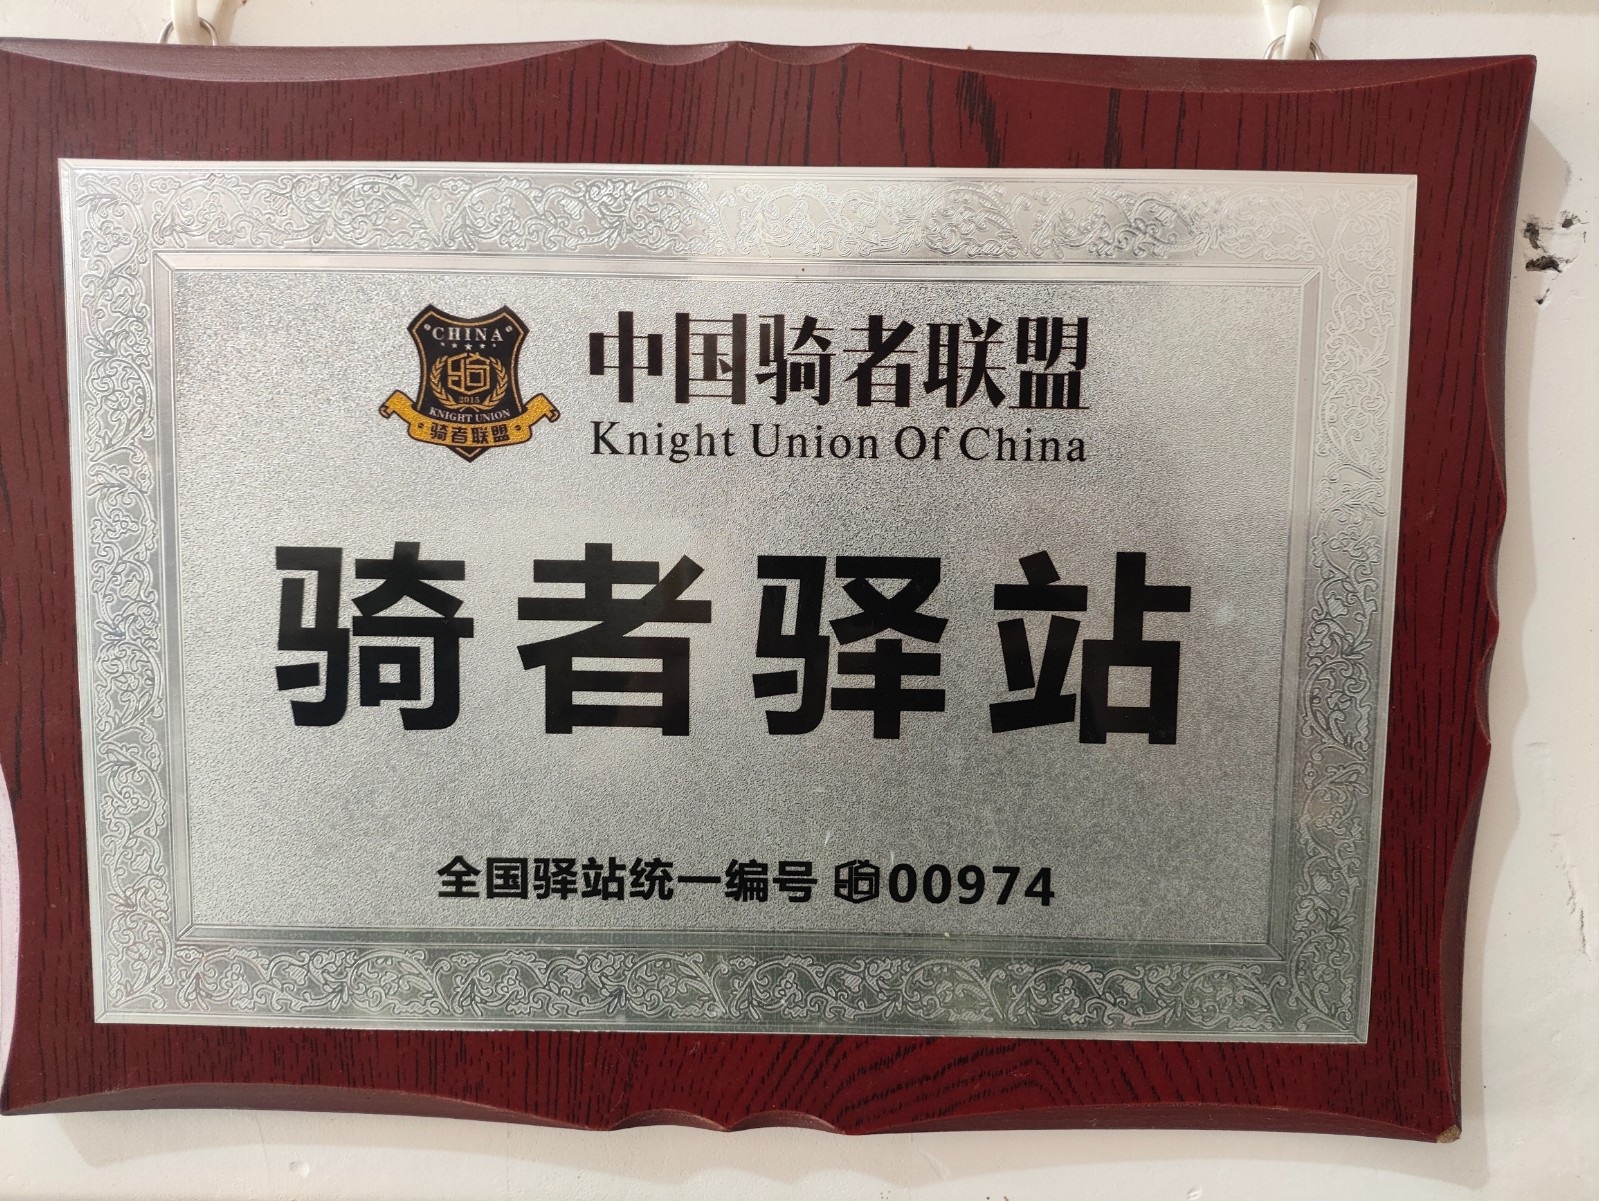 CHINA
2015
KNIGHT UNION
骑者联盟
中国骑者联盟
Knight Union Of China
骑者驿站
全国驿站统一编号 00974